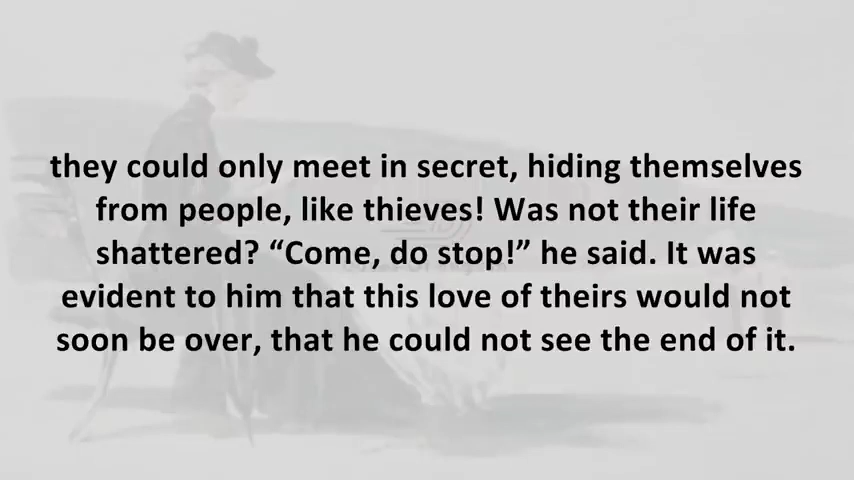 they could only meet in secret, hiding themselves
from people, like thieves! Was not their life
shattered? “Come, do stop!” he said. It was
evident to him that this love of theirs would not
soon be over, that he could not see the end of it.